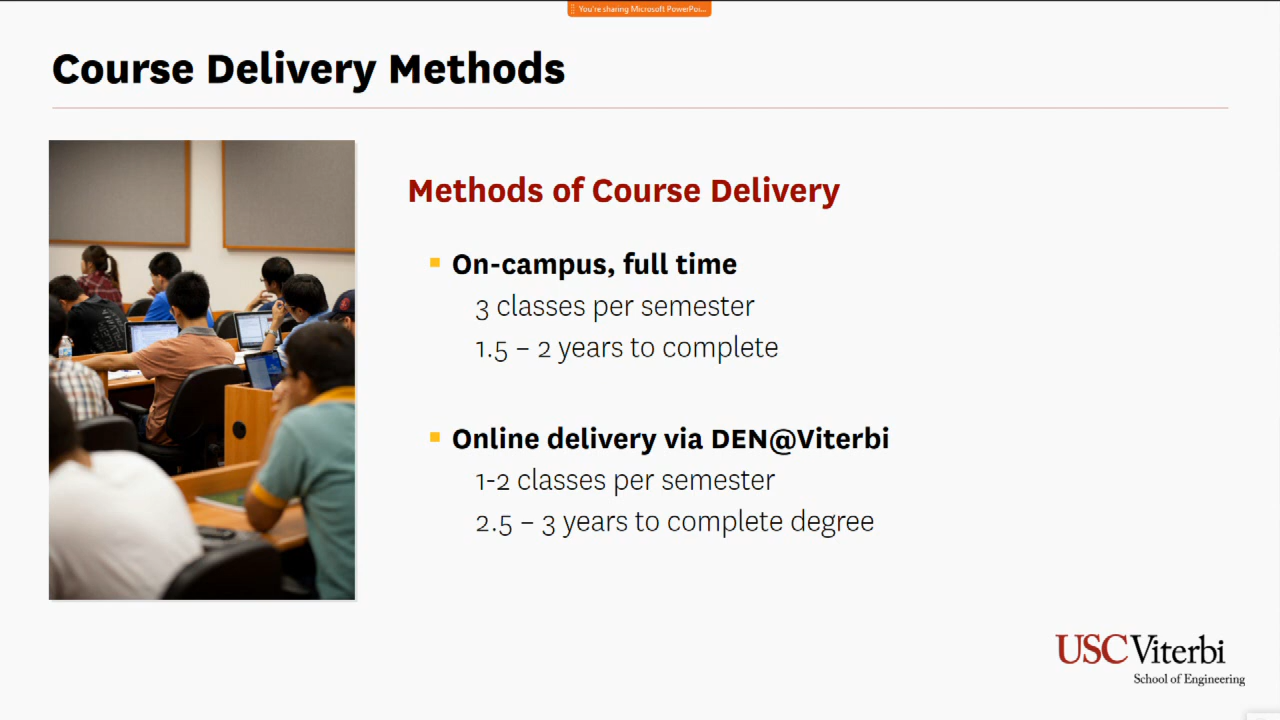 You're sharing Microsoft PowerPoi...
Course Delivery Methods
Methods of Course Delivery
On-campus, full time
3 classes per semester
1.5 – 2 years to complete
Online delivery via DEN@Viterbi
1-2 classes per semester
2.5 – 3 years to complete degree
USC Viterbi
School of Engineering